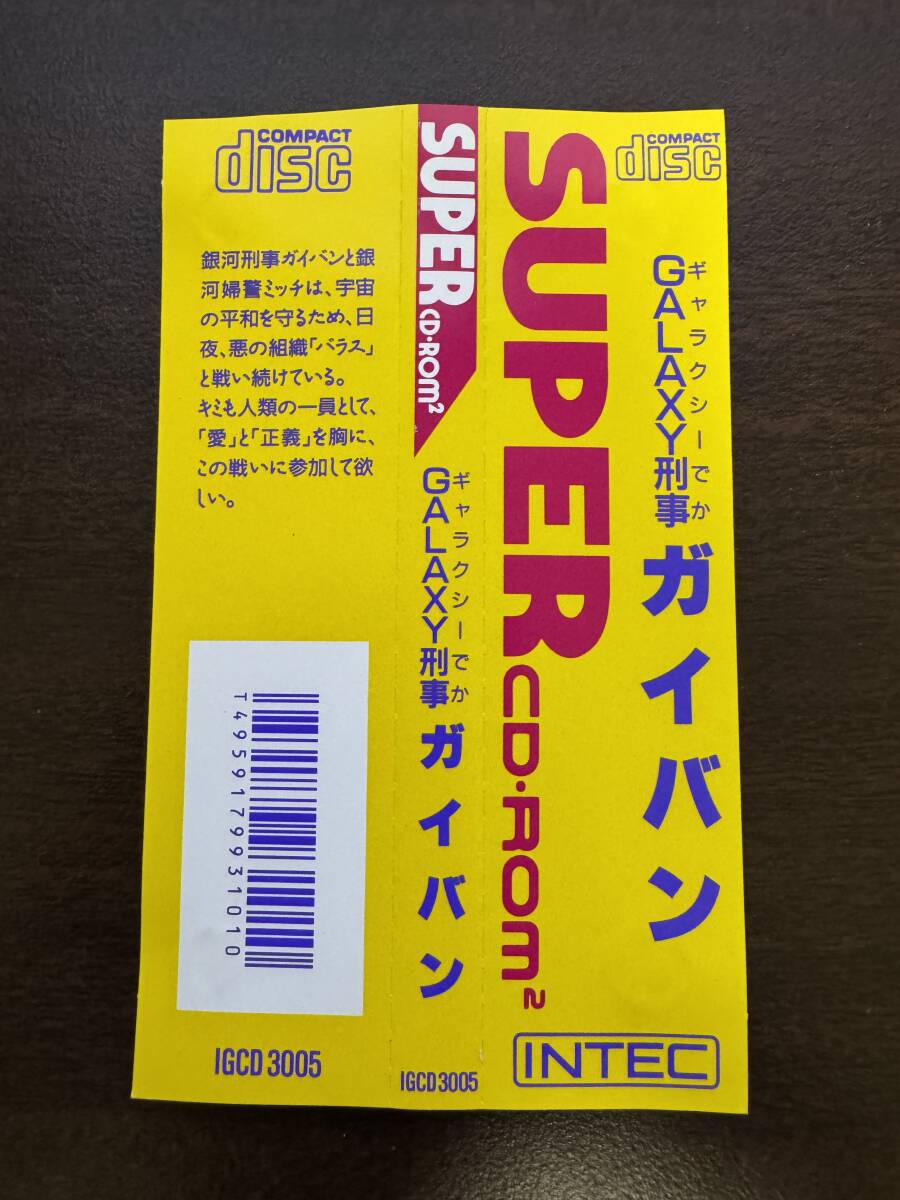 COMPACT
disc
銀河刑事ガイバンと銀
河婦警ミッチは、宇宙
の平和を守るため、日
夜、悪の組織「バラス」
と戦い続けている。
キミも人類の一員として、
「愛」と「正義」を胸に、
この戦いに参加して欲
しい。
T4959179931010
IGCD 3005
SUPER
CD・ROM²
ギャラクシーでか
GALAXY刑事
ガイバン
IGCD 3005
SUPER
CD・ROM²
COMPACT
disc
ギャラクシーでか
GALAXY刑事
ガイバン
INTEC